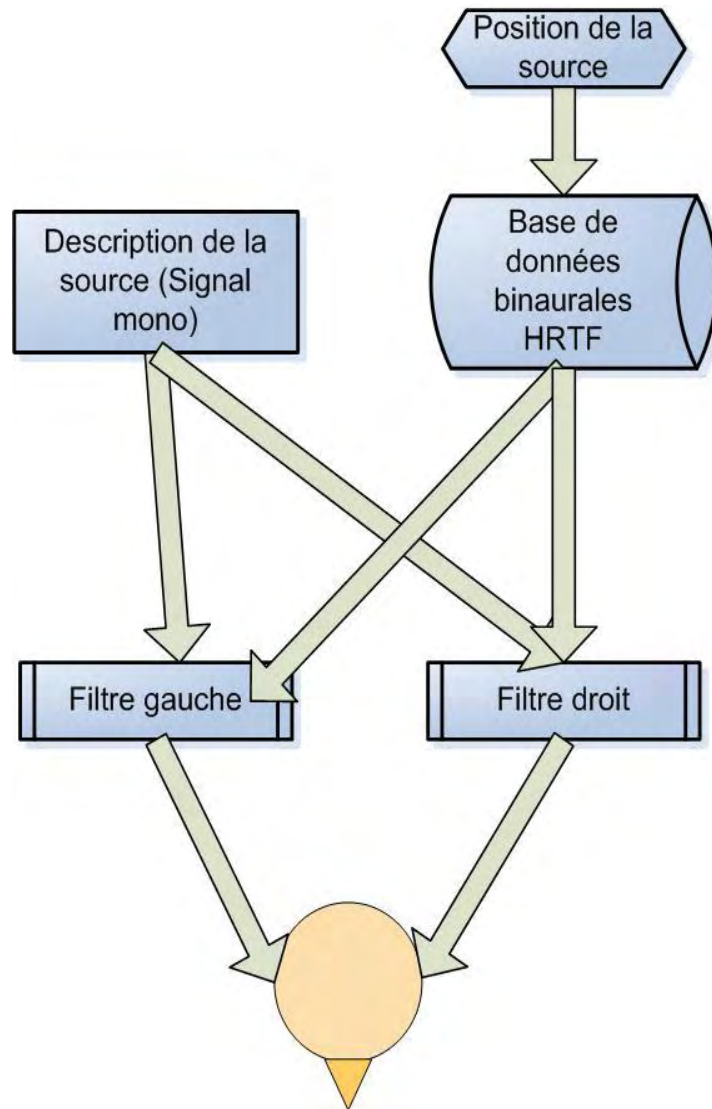 Position de la
source
Description de la
source (Signal
mono)
Base de
données
binaurales
HRTF
Filtre gauche
Filtre droit